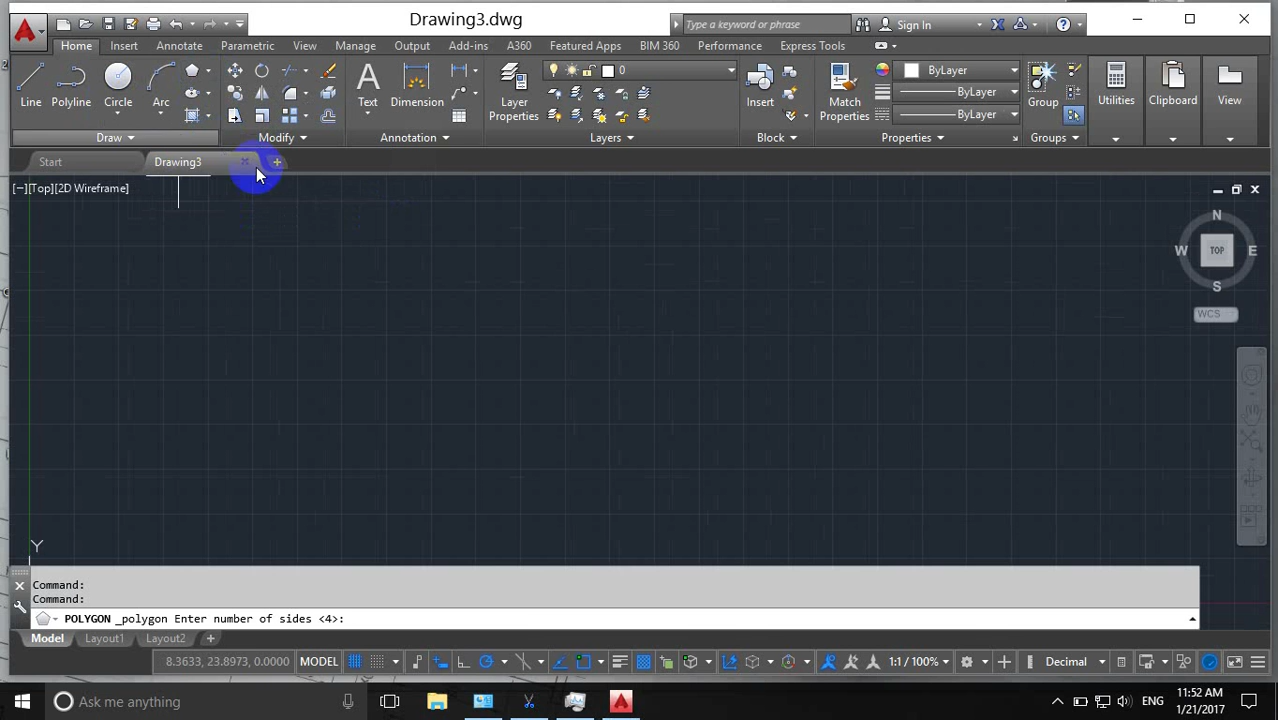 Drawing3.dwg
Type a keyword or phrase
Sign In
Home Insert Annotate Parametric View Manage Output Add-ins A360 Featured Apps BIM 360 Performance Express Tools
Line Polyline Circle Arc
Draw
Modify
Text Dimension
Annotation
Layer
Properties
0
Layers
Insert
Block
Match
Properties
ByLayer
ByLayer
ByLayer
Properties
Group
Groups
Utilities
Clipboard
View
Start
Drawing3
[−][Top][2D Wireframe]
N
W TOP E
S
WCS
Y
Command:
Command:
POLYGON _polygon Enter number of sides <4>:
Model Layout1 Layout2
8.3633, 23.8973, 0.0000 MODEL 1:1 / 100% Decimal
Ask me anything
ENG
11:52 AM
1/21/2017